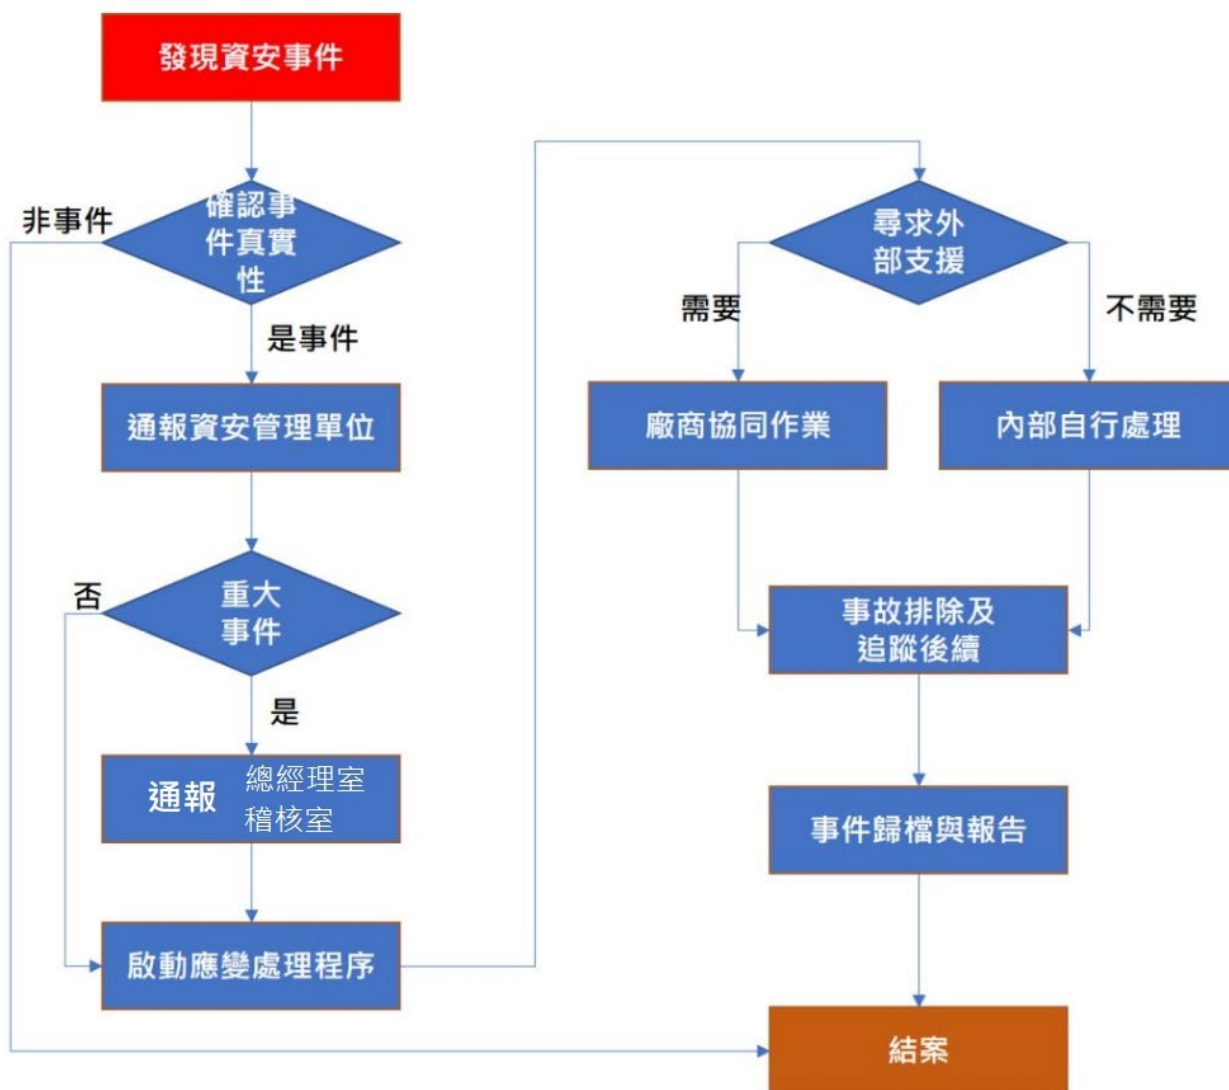 發現資安事件
非事件
確認事
件真實
性
是事件
通報資安管理單位
否
重大
事件
是
通報
總經理室
稽核室
啟動應變處理程序
尋求外
部支援
需要
不需要
廠商協同作業
內部自行處理
事故排除及
追蹤後續
事件歸檔與報告
結案